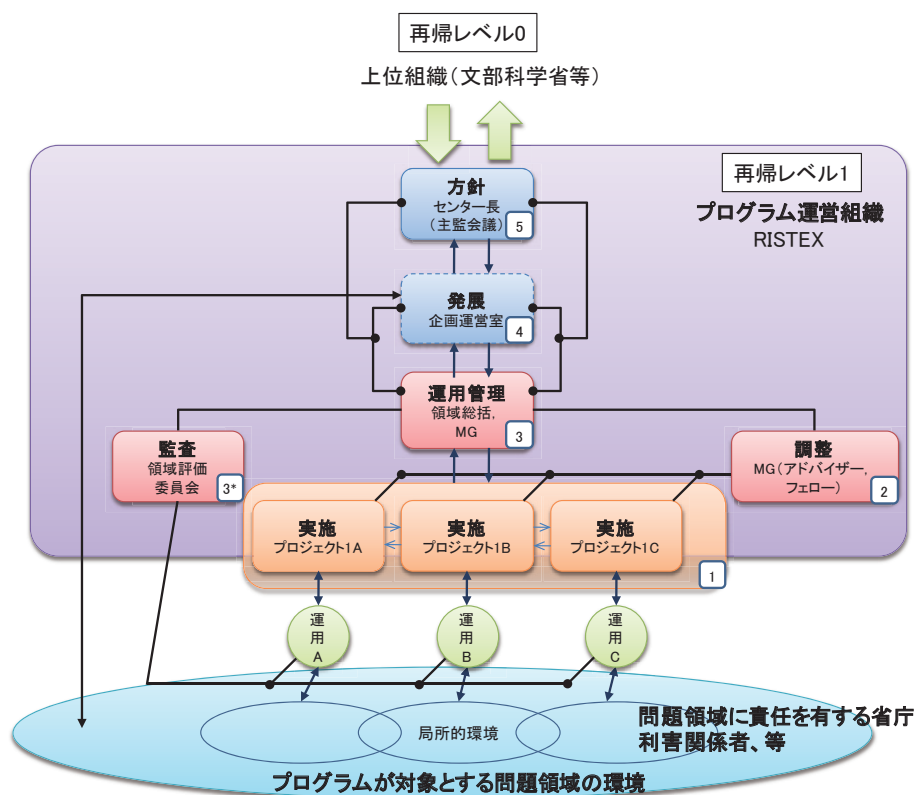 再帰レベル0
上位組織(文部科学省等)
再帰レベル1
プログラム運営組織
RISTEX
方針
センター長
(主監会議)
5
発展
企画運営室
4
運用管理
領域総括,
MG
3
監査
領域評価
委員会
3*
調整
MG(アドバイザー,
フェロー)
2
実施
プロジェクト1A
実施
プロジェクト1B
実施
プロジェクト1C
1
運
用
A
運
用
B
運
用
C
局所的環境
問題領域に責任を有する省庁
利害関係者、等
プログラムが対象とする問題領域の環境